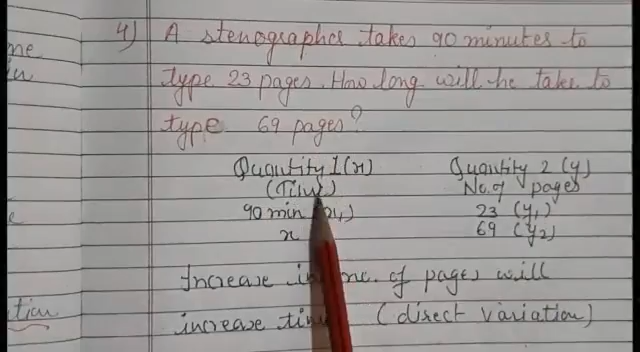 me
4) A stenographer takes 90 minutes to
type 23 pages. How long will he take to
type 69 pages?
Quantity 1(x) Quantity 2 (y)
(Time) No. of pages
90 min (x1) 23 (y1)
x 69 (y2)
Increase in no. of pages will
increase time (direct variation)
tion